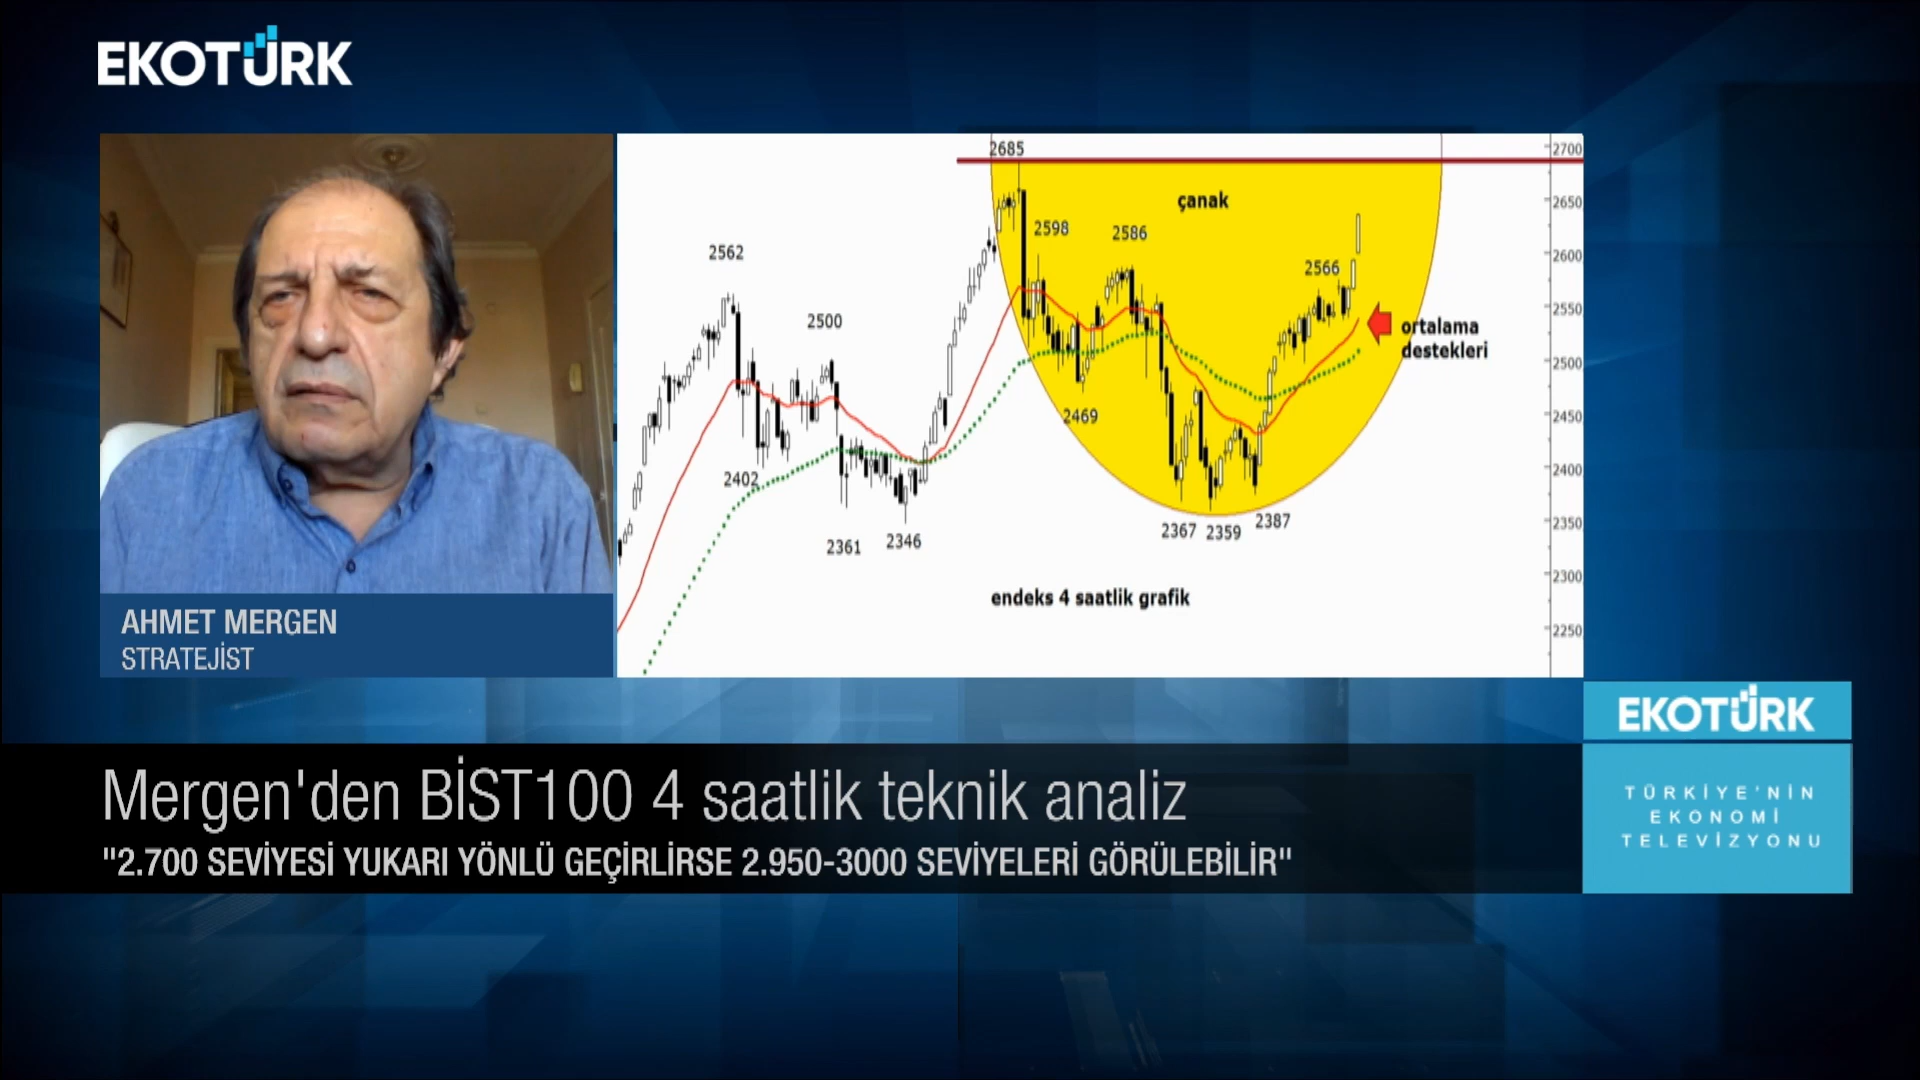 EKOTÜRK
2685
2700
çanak
2650
2598
2586
2562
2600
2566
2550
2500
ortalama
destekleri
2500
2469
2450
2402
2400
2367
2359
2387
2350
2361
2346
2300
endeks 4 saatlik grafik
2250
AHMET MERGEN
STRATEJİST
EKOTÜRK
Mergen'den BİST100 4 saatlik teknik analiz
"2.700 SEVİYESİ YUKARI YÖNLÜ GEÇİRLİRSE 2.950-3000 SEVİYELERİ GÖRÜLEBİLİR"
TÜRKİYE'NİN
EKONOMİ
TELEVİZYONU